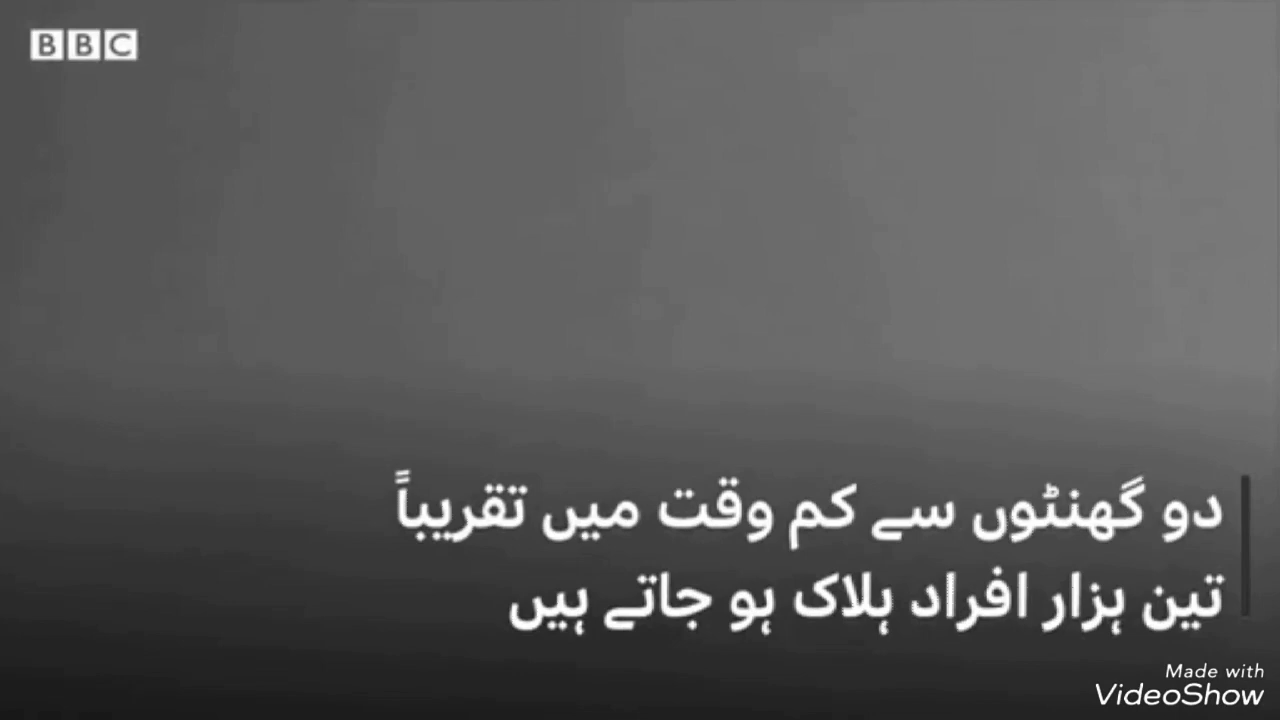 BBC
دو گھنٹوں سے کم وقت میں تقریباً
تین ہزار افراد ہلاک ہو جاتے ہیں
Made with
VideoShow